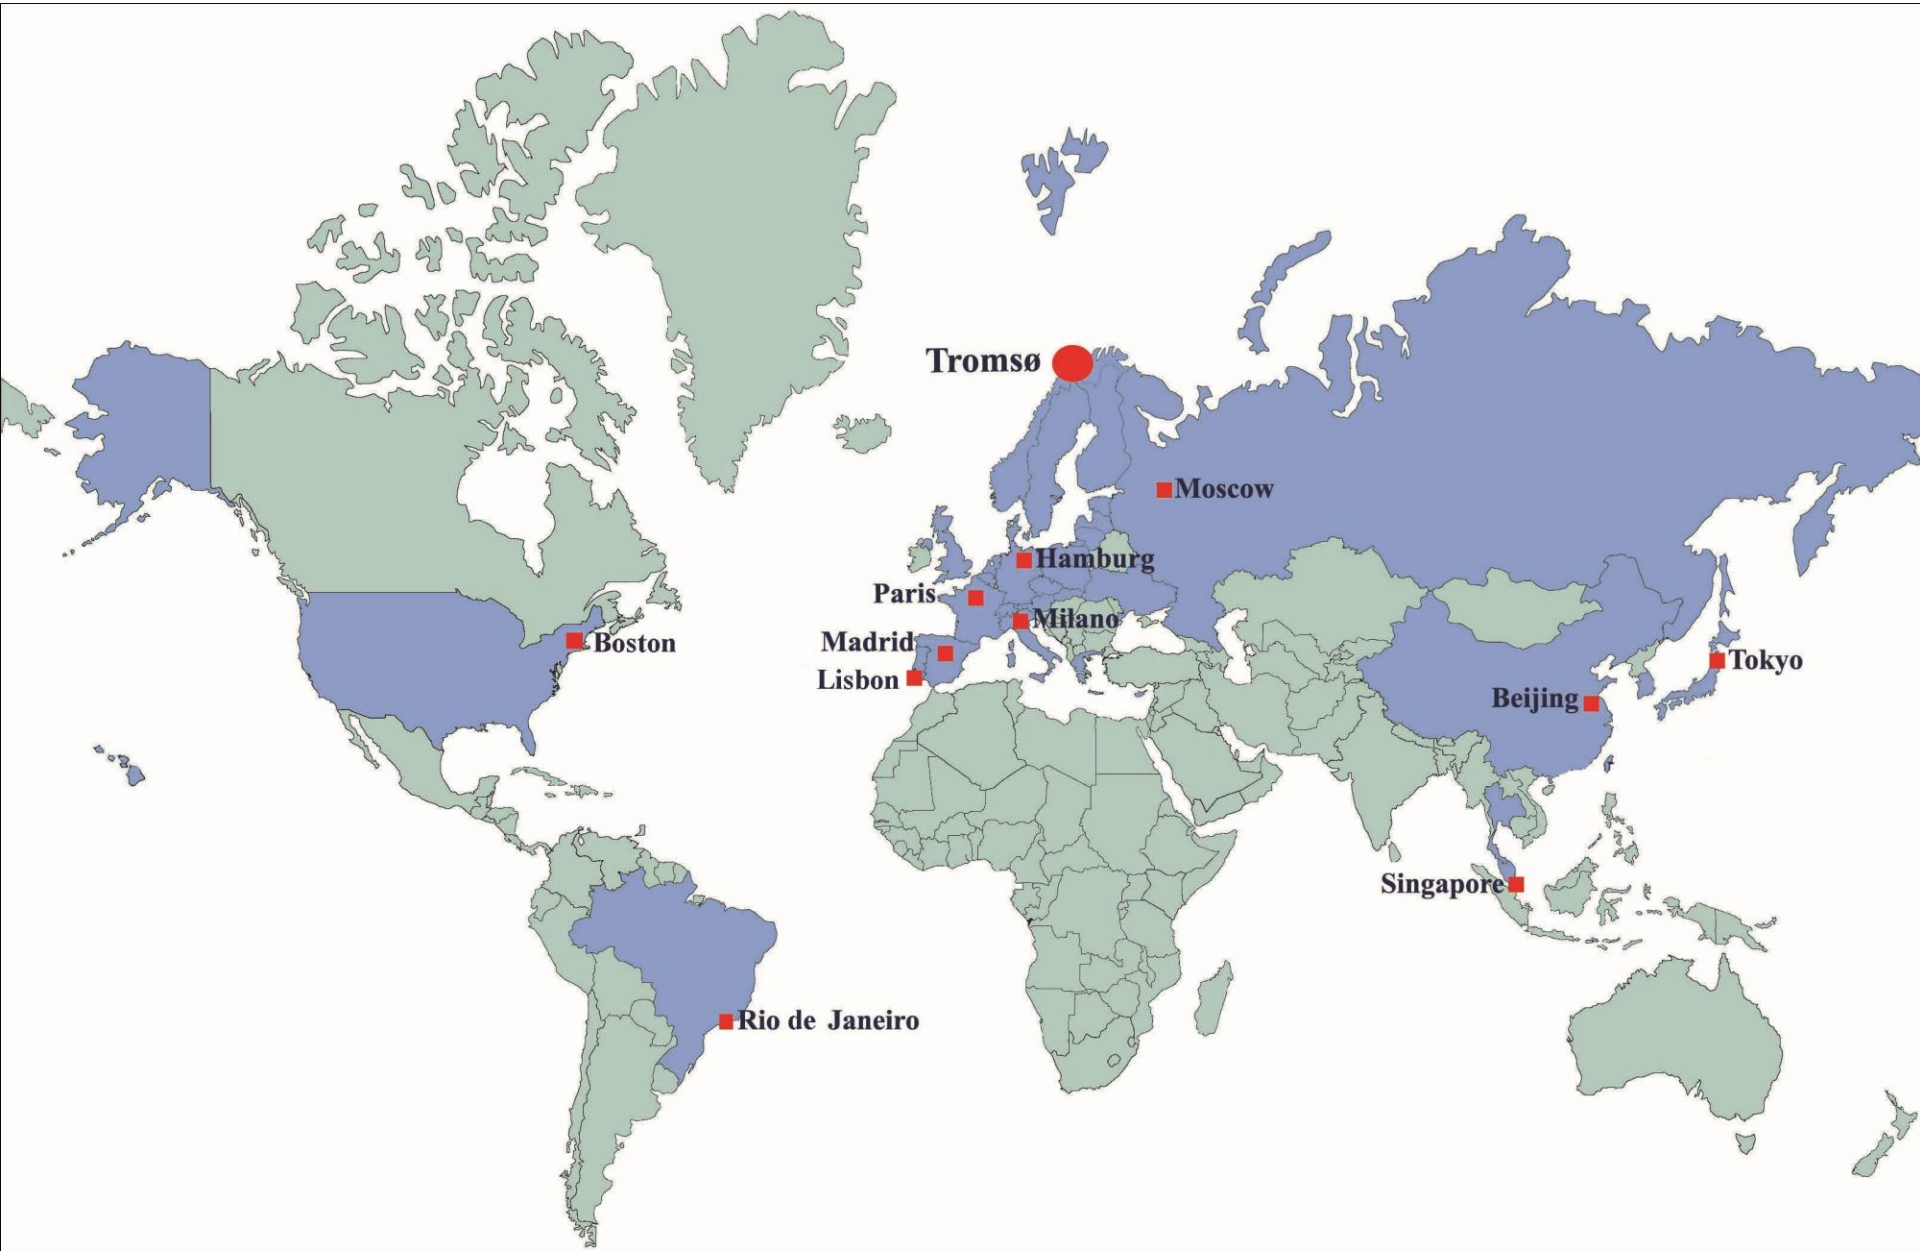 Tromsø
Moscow
Hamburg
Paris
Milano
Madrid
Boston
Lisbon
Tokyo
Beijing
Singapore
Rio de Janeiro